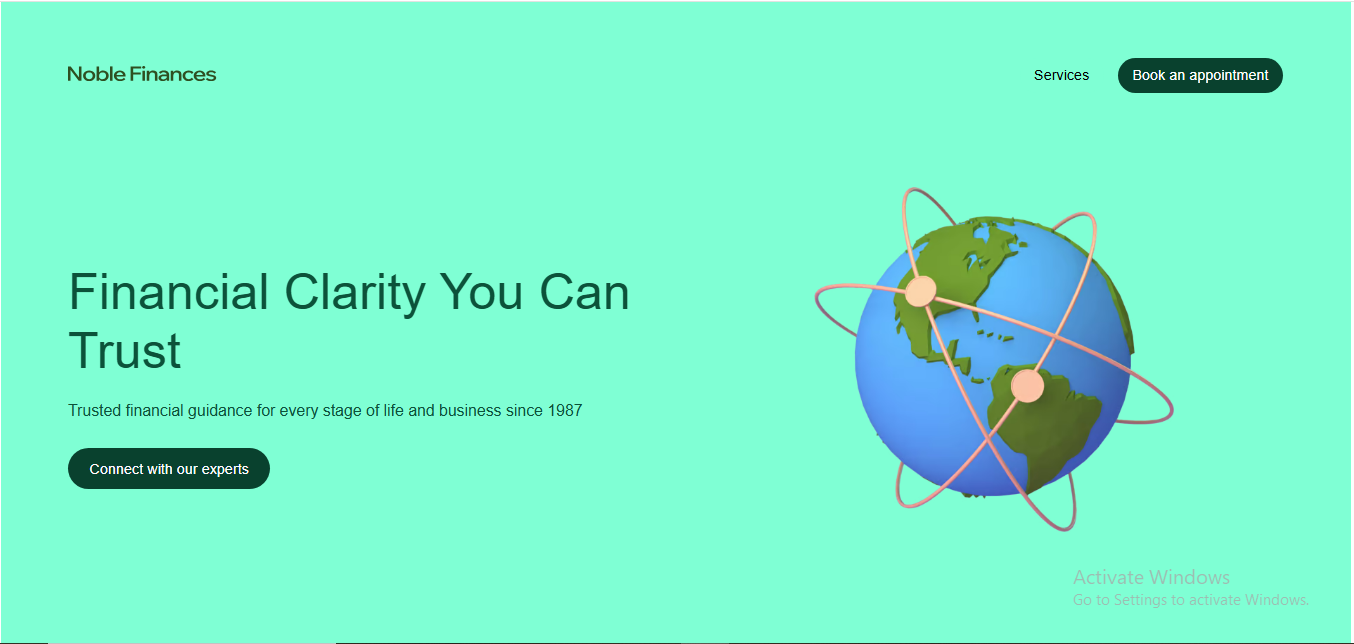 Noble Finances
Services
Book an appointment
Financial Clarity You Can
Trust
Trusted financial guidance for every stage of life and business since 1987
Connect with our experts
Activate Windows
Go to Settings to activate Windows.